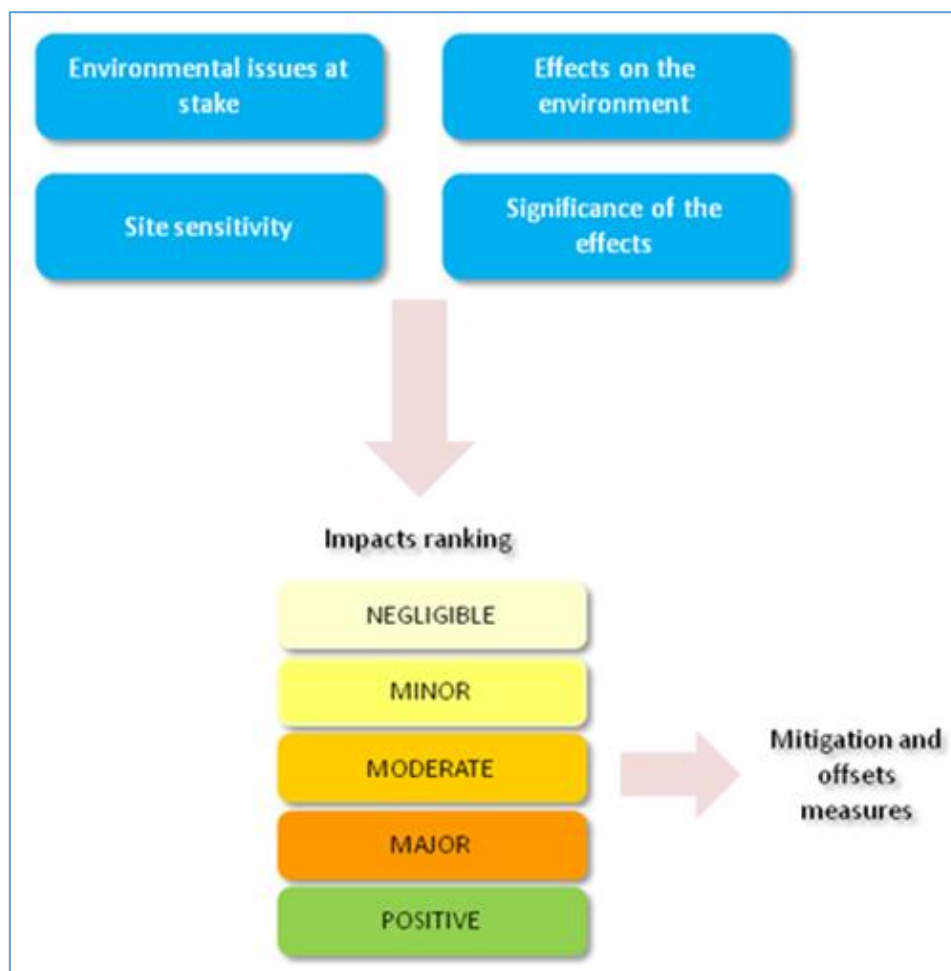 Environmental issues at
stake
Effects on the
environment
Site sensitivity
Significance of the
effects
Impacts ranking
NEGLIGIBLE
MINOR
MODERATE
MAJOR
POSITIVE
Mitigation and
offsets
measures